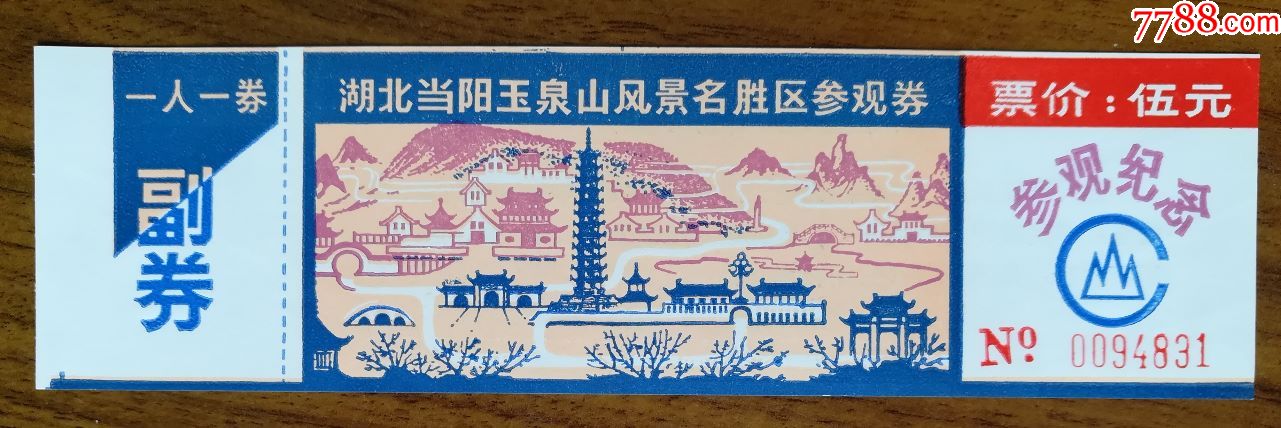 7788.com
一人一券
副券
湖北当阳玉泉山风景名胜区参观券
票价：伍元
参观纪念
Nº 0094831